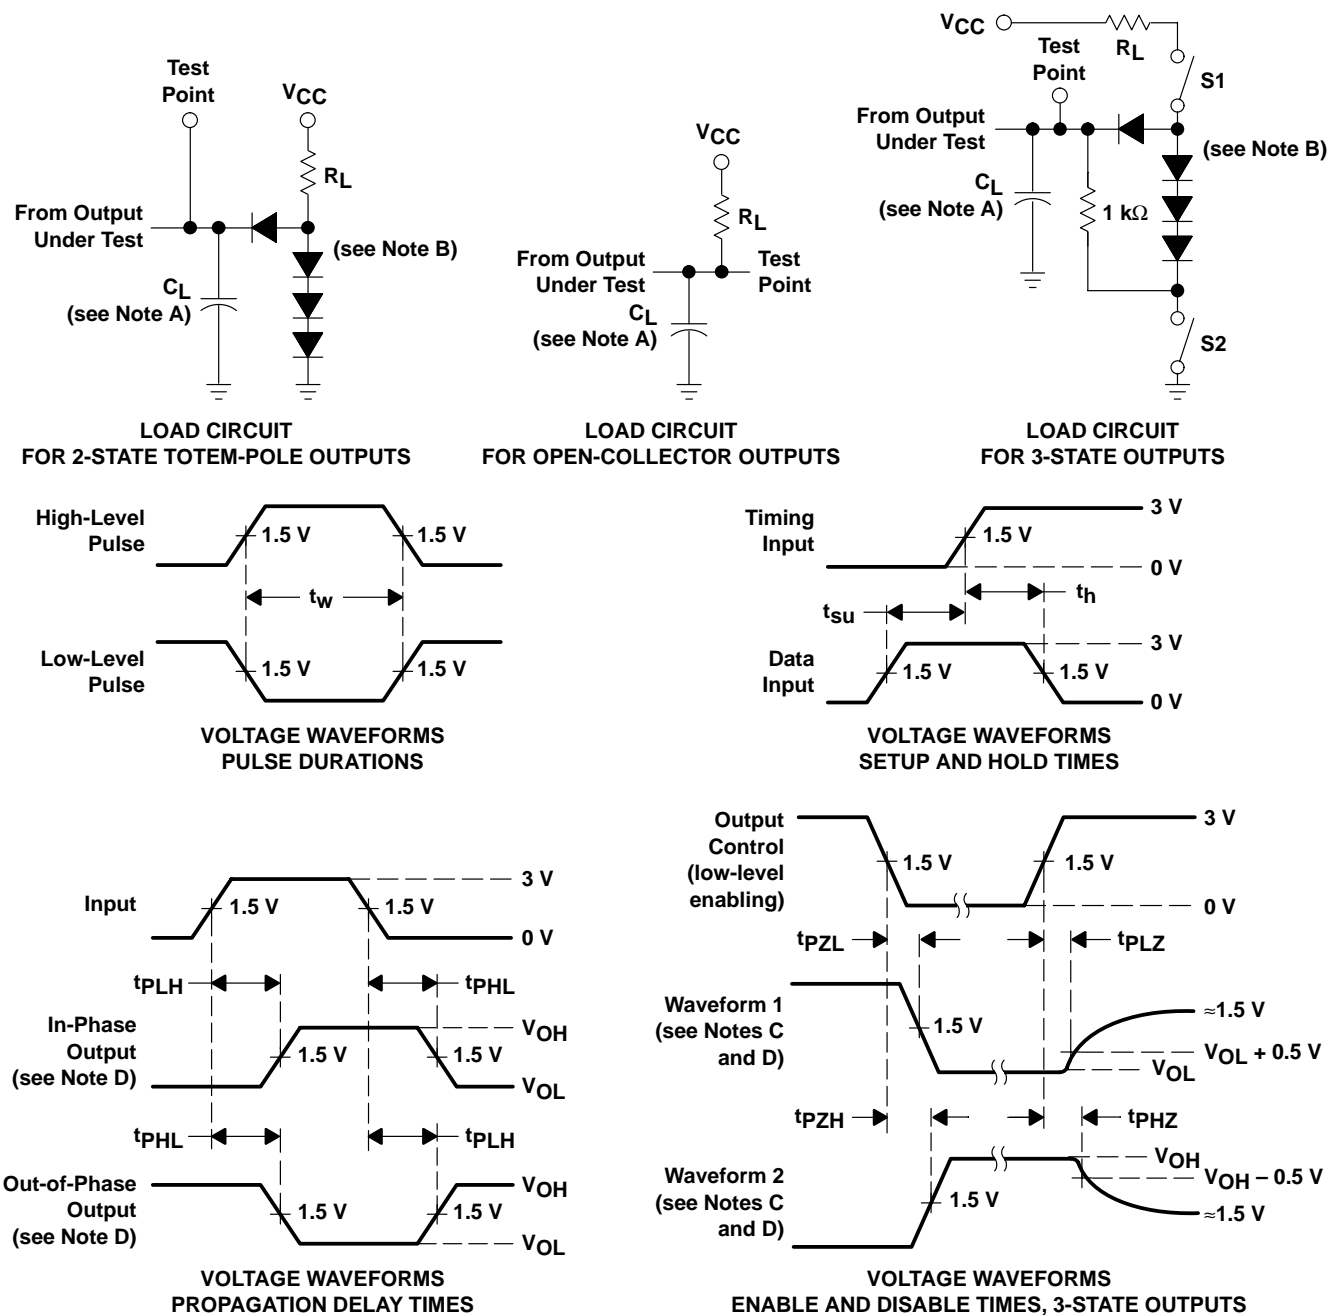 Test
Point
VCC
RL
From Output
Under Test
(see Note B)
CL
(see Note A)
LOAD CIRCUIT
FOR 2-STATE TOTEM-POLE OUTPUTS
VCC
RL
From Output
Under Test
Test
Point
CL
(see Note A)
LOAD CIRCUIT
FOR OPEN-COLLECTOR OUTPUTS
VCC
RL
Test
Point
S1
From Output
Under Test
(see Note B)
CL
(see Note A)
1 kΩ
S2
LOAD CIRCUIT
FOR 3-STATE OUTPUTS
High-Level
Pulse
1.5 V
1.5 V
tw
Low-Level
Pulse
1.5 V
1.5 V
VOLTAGE WAVEFORMS
PULSE DURATIONS
Timing
Input
1.5 V
3 V
0 V
th
tsu
Data
Input
1.5 V
1.5 V
3 V
0 V
VOLTAGE WAVEFORMS
SETUP AND HOLD TIMES
Input
1.5 V
1.5 V
3 V
0 V
tPLH
tPHL
In-Phase
Output
(see Note D)
1.5 V
1.5 V
VOH
VOL
tPHL
tPLH
Out-of-Phase
Output
(see Note D)
1.5 V
1.5 V
VOH
VOL
VOLTAGE WAVEFORMS
PROPAGATION DELAY TIMES
Output
Control
(low-level
enabling)
1.5 V
1.5 V
3 V
0 V
tPZL
tPLZ
Waveform 1
(see Notes C
and D)
1.5 V
≈1.5 V
VOL + 0.5 V
VOL
tPZH
tPHZ
Waveform 2
(see Notes C
and D)
1.5 V
VOH
VOH – 0.5 V
≈1.5 V
VOLTAGE WAVEFORMS
ENABLE AND DISABLE TIMES, 3-STATE OUTPUTS